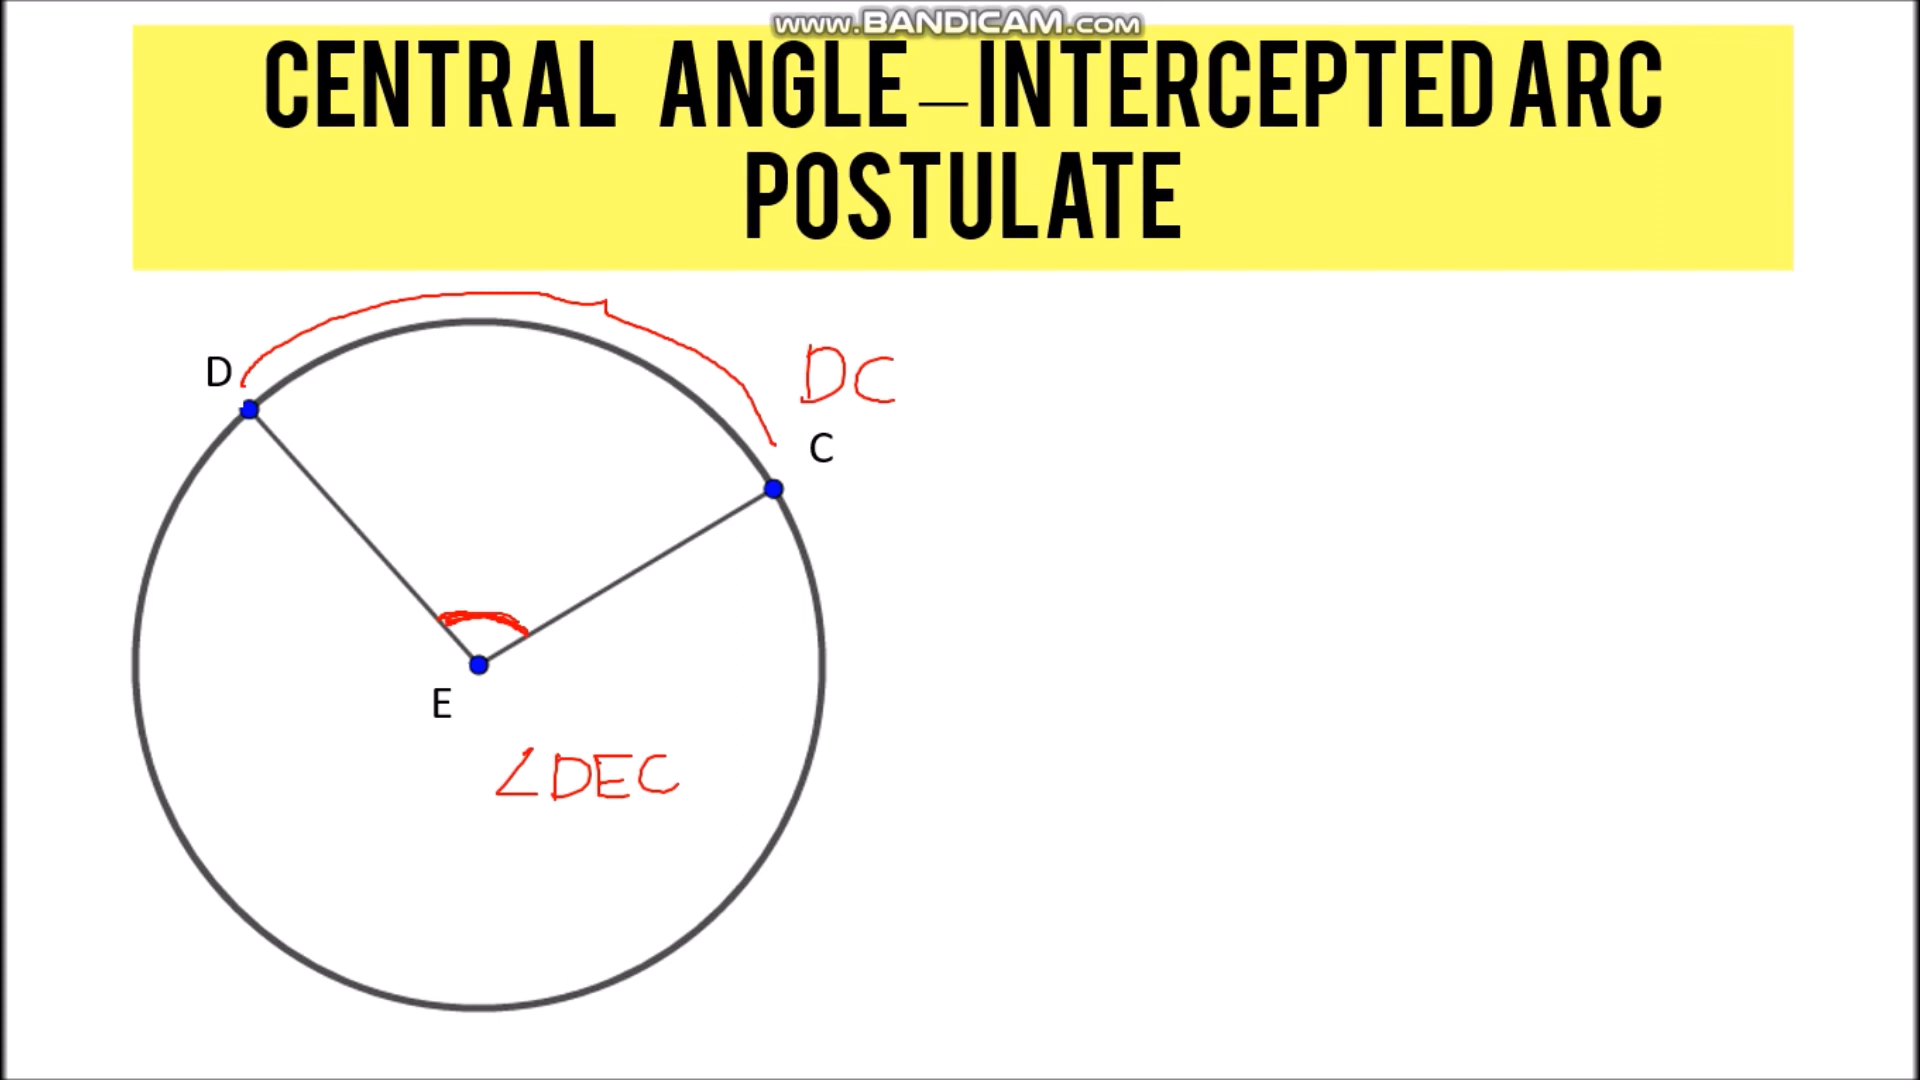 www.BANDICAM.com
CENTRAL ANGLE – INTERCEPTED ARC
POSTULATE
D
DC
C
E
∠DEC